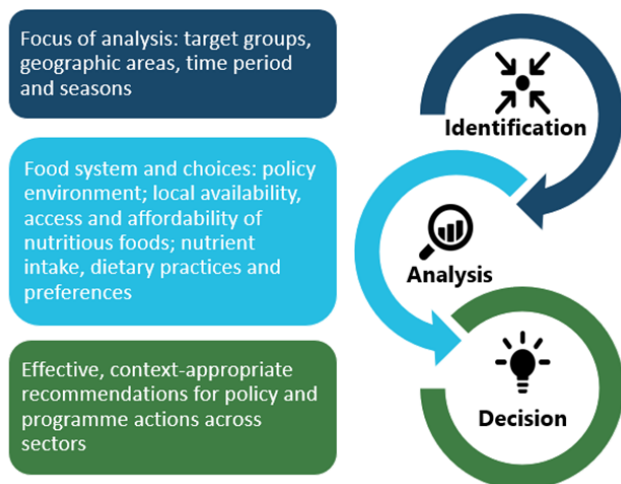 Focus of analysis: target groups,
geographic areas, time period
and seasons
Identification
Food system and choices: policy
environment; local availability,
access and affordability of
nutritious foods; nutrient
intake, dietary practices and
preferences
Analysis
Effective, context-appropriate
recommendations for policy and
programme actions across
sectors
Decision